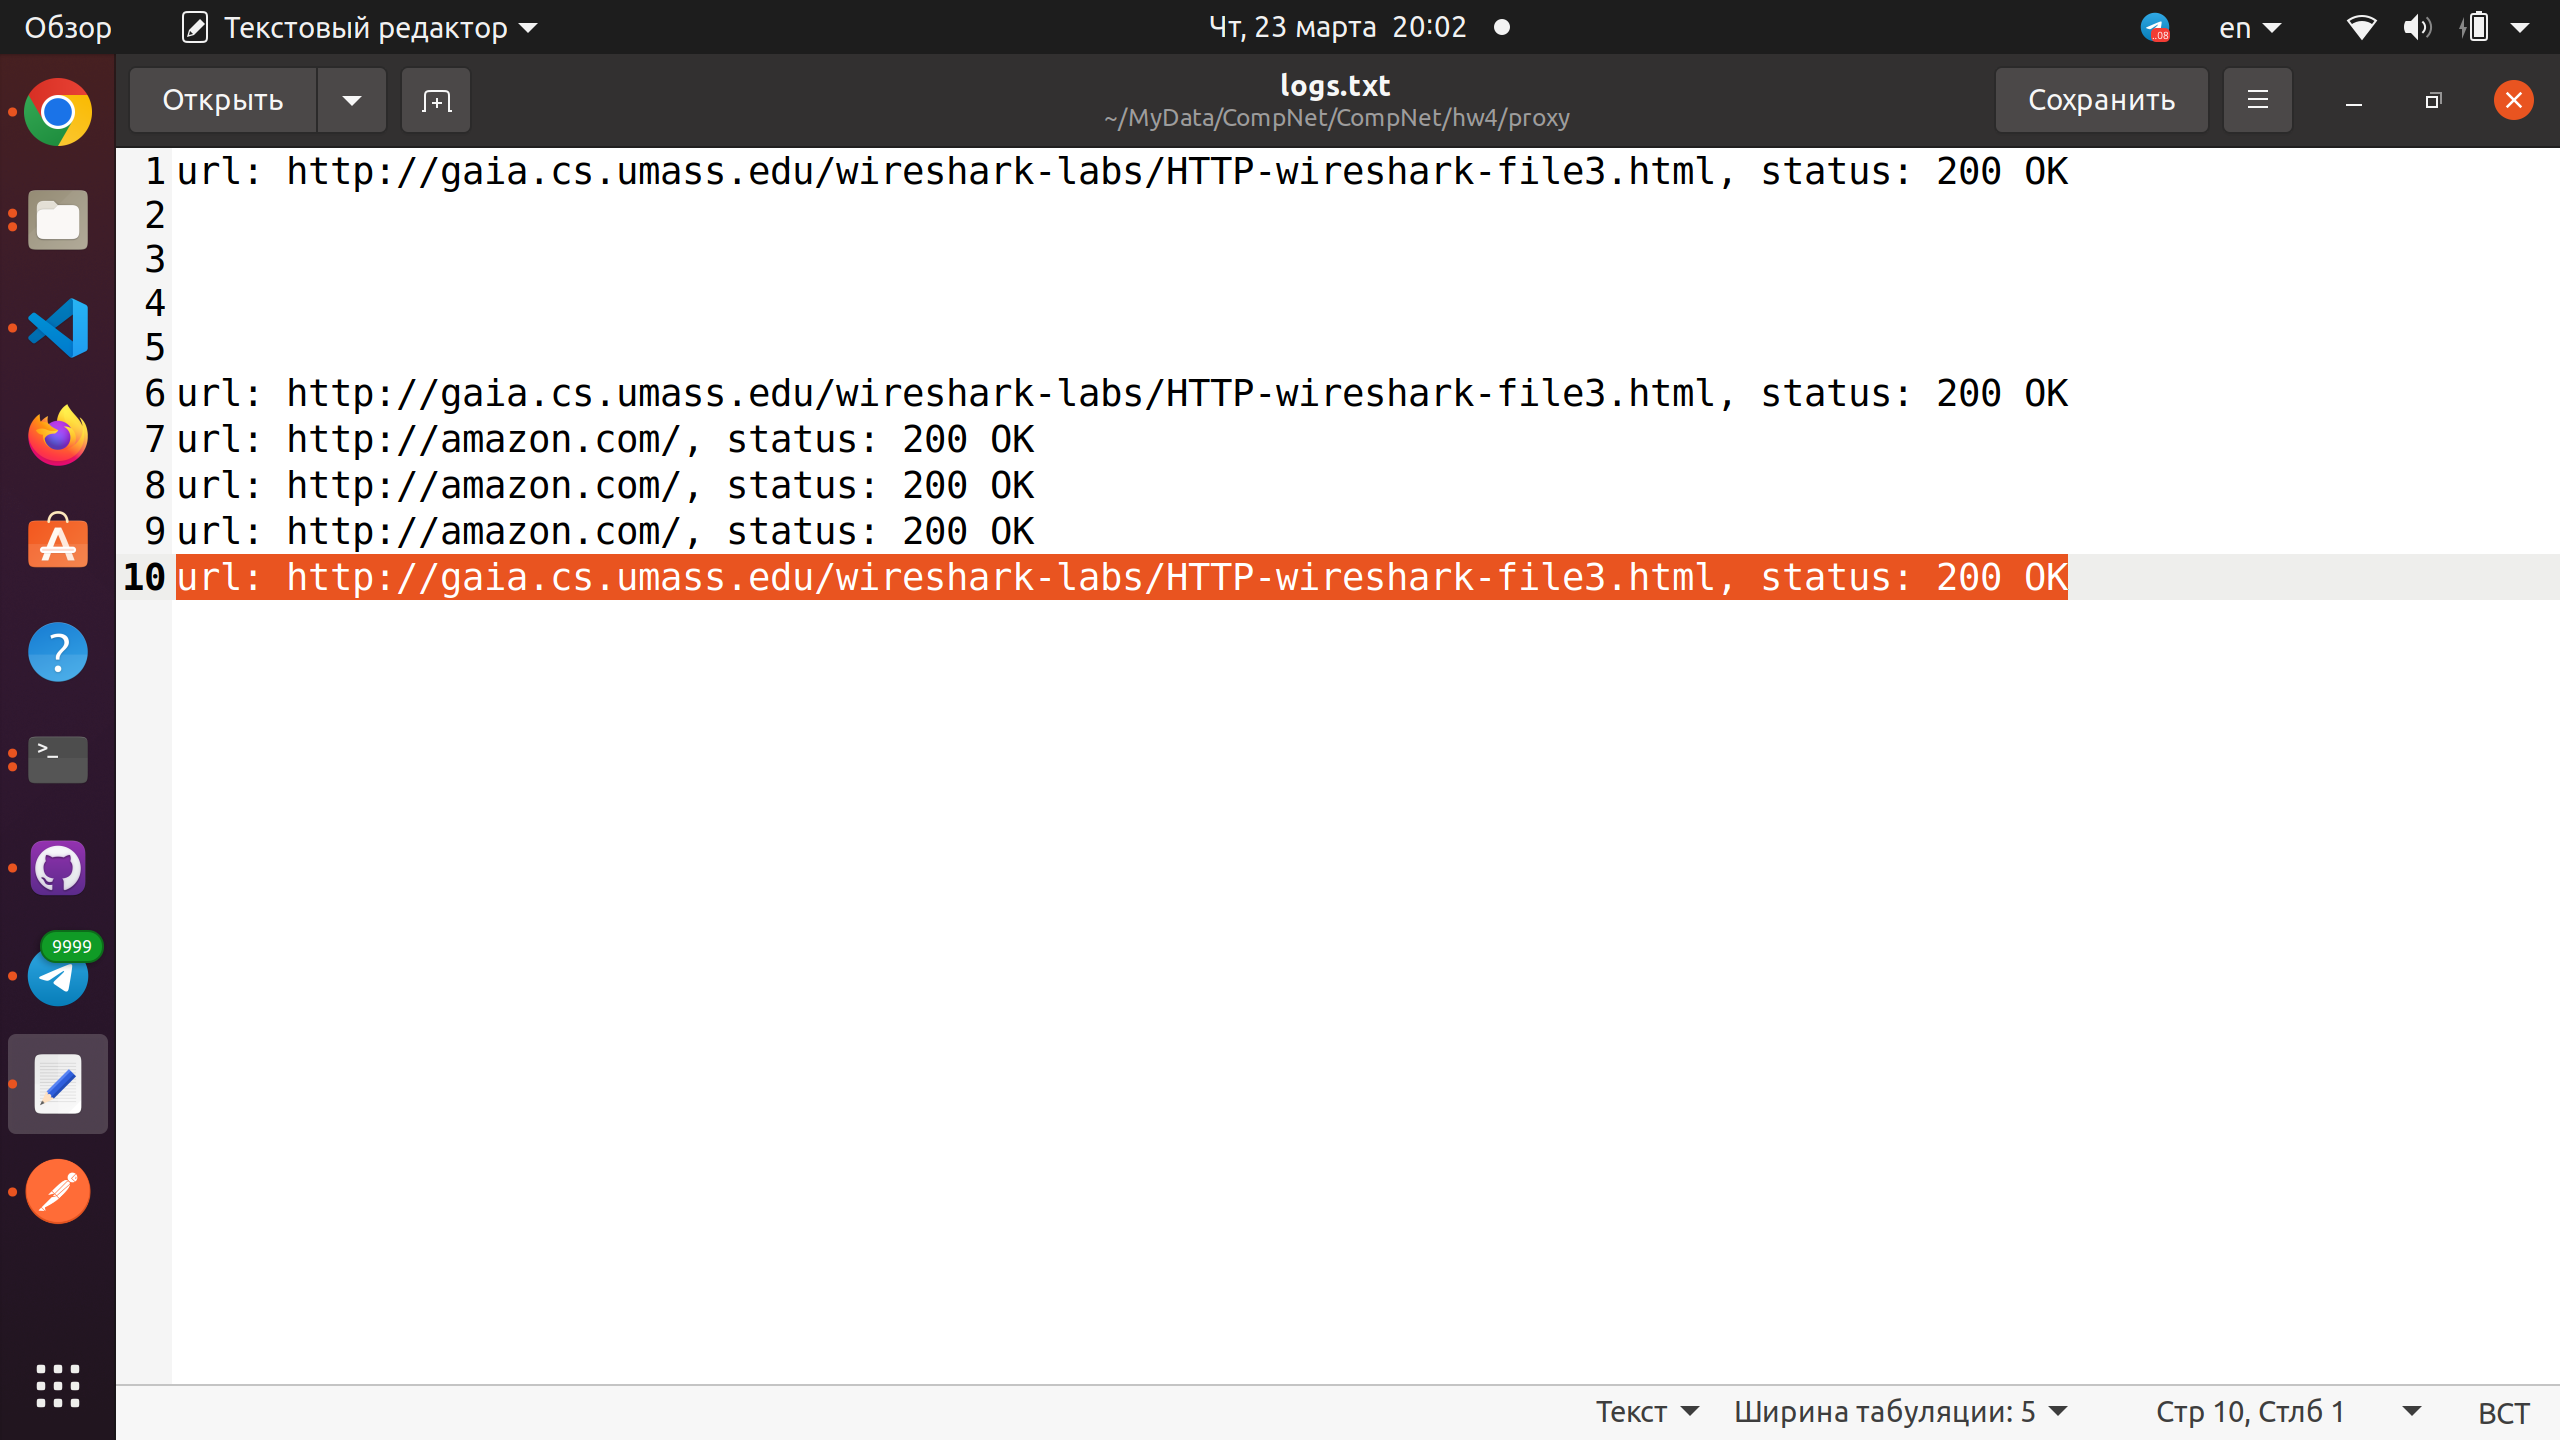 Обзор Текстовый редактор Чт, 23 марта 20:02 en
Открыть logs.txt Сохранить
~/MyData/CompNet/CompNet/hw4/proxy
1 url: http://gaia.cs.umass.edu/wireshark-labs/HTTP-wireshark-file3.html, status: 200 OK
2
3
4
5
6 url: http://gaia.cs.umass.edu/wireshark-labs/HTTP-wireshark-file3.html, status: 200 OK
7 url: http://amazon.com/, status: 200 OK
8 url: http://amazon.com/, status: 200 OK
9 url: http://amazon.com/, status: 200 OK
10 url: http://gaia.cs.umass.edu/wireshark-labs/HTTP-wireshark-file3.html, status: 200 OK
>_
9999
Текст Ширина табуляции: 5 Стр 10, Стлб 1 ВСТ